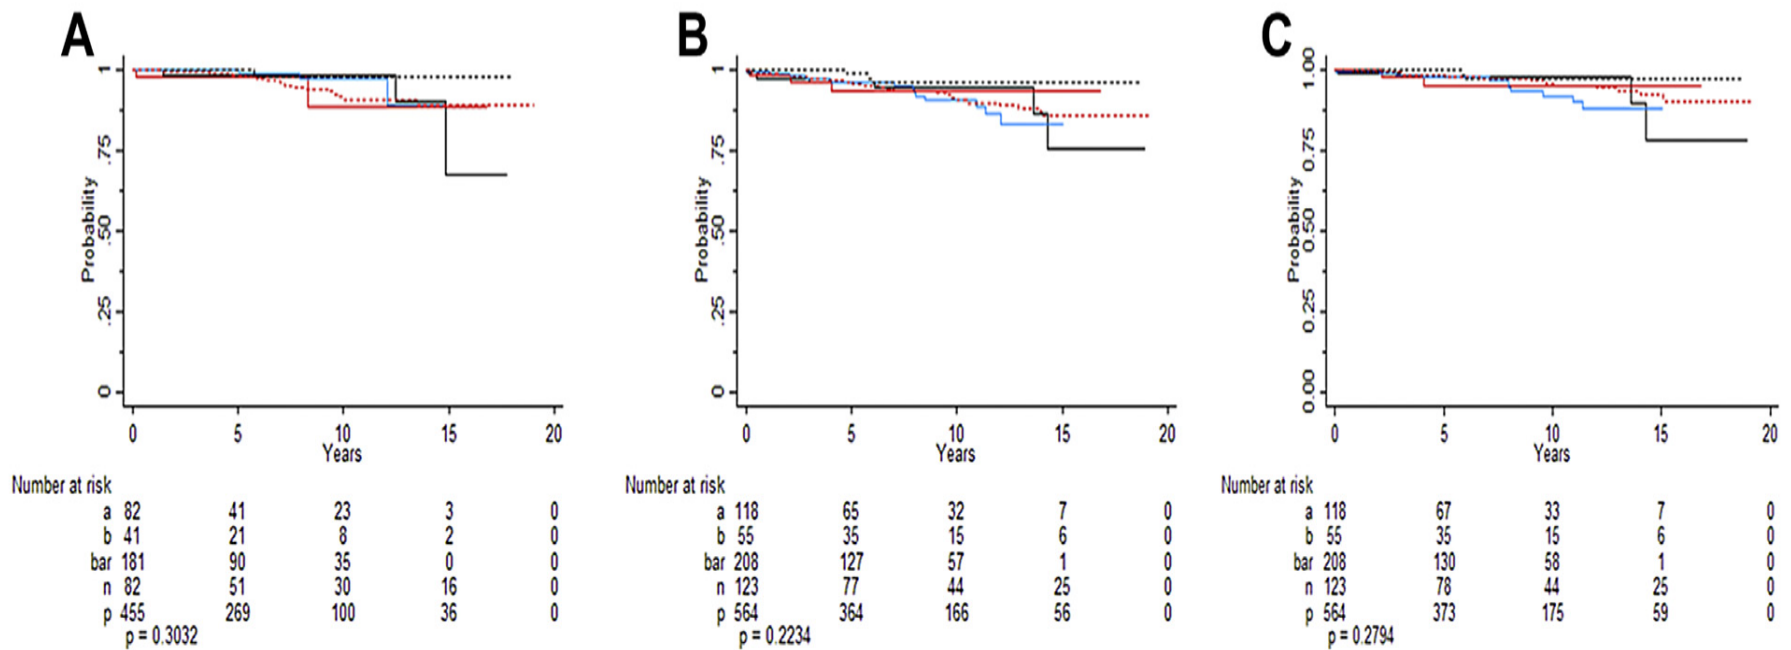 A
Probability
1
.75
.50
.25
0
0 5 10 15 20
Years
Number at risk
a 82 41 23 3 0
b 41 21 8 2 0
bar 181 90 35 0 0
n 82 51 30 16 0
p 455 269 100 36 0
p = 0.3032
B
Probability
1
.75
.50
.25
0
0 5 10 15 20
Years
Number at risk
a 118 65 32 7 0
b 55 35 15 6 0
bar 208 127 57 1 0
n 123 77 44 25 0
p 564 364 166 56 0
p = 0.2234
C
Probability
1.00
0.75
0.50
0.25
0.00
0 5 10 15 20
Years
Number at risk
a 118 67 33 7 0
b 55 35 15 6 0
bar 208 130 58 1 0
n 123 78 44 25 0
p 564 373 175 59 0
p = 0.2794